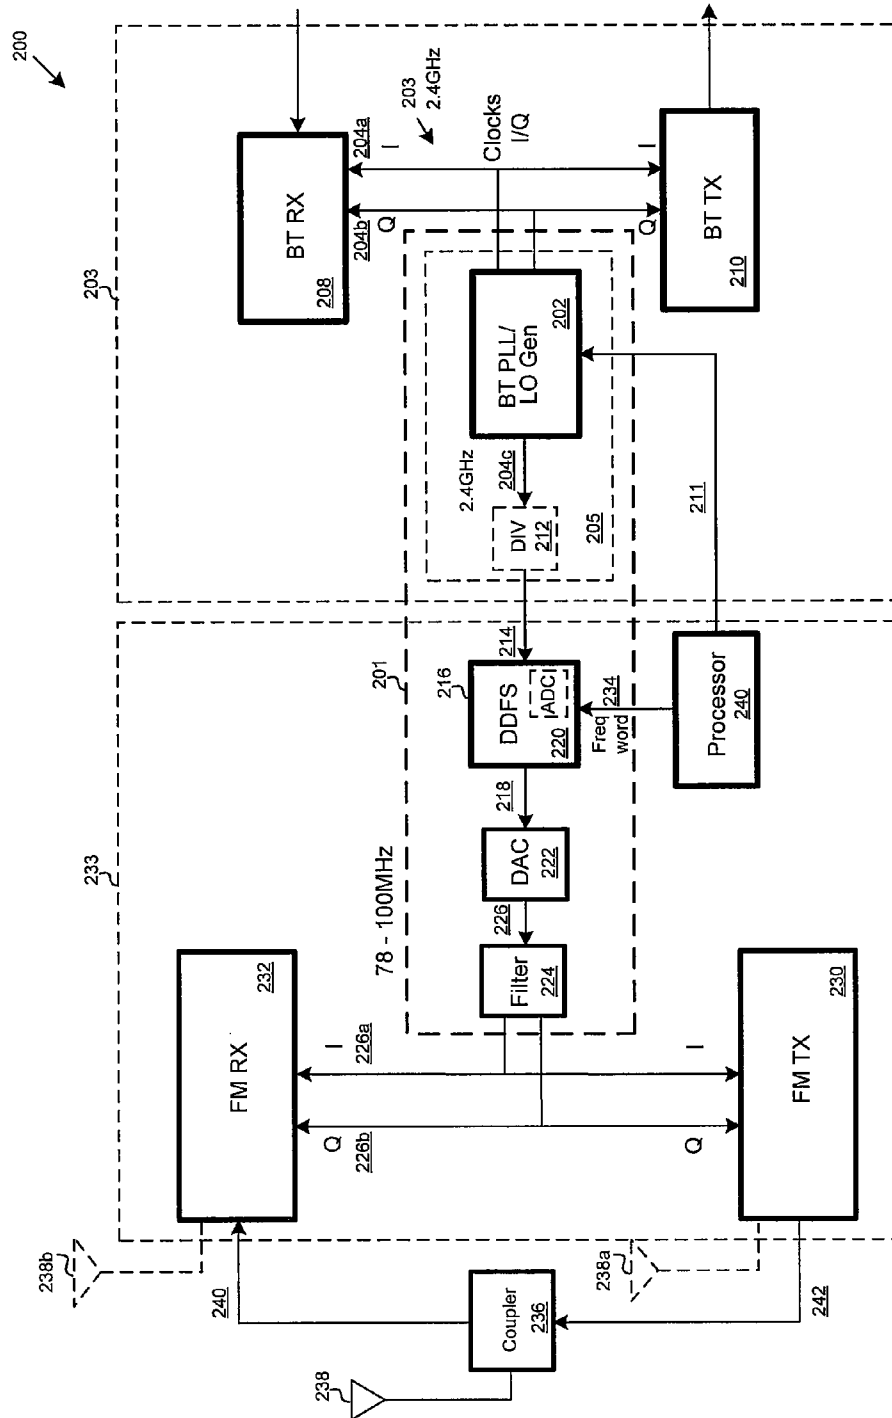 200
203
BT RX
208
204a
I
203
2.4GHz
Q
204b
Clocks
I/Q
I
Q
BT TX
210
BT PLL/
LO Gen
202
2.4GHz
204c
DIV
212
205
211
201
214
216
DDFS
ADC
220
234
Freq
word
Processor
240
218
DAC
222
226
Filter
224
78 - 100MHz
233
FM RX
232
I
226a
Q
226b
I
Q
FM TX
230
238b
240
238a
242
Coupler
236
238